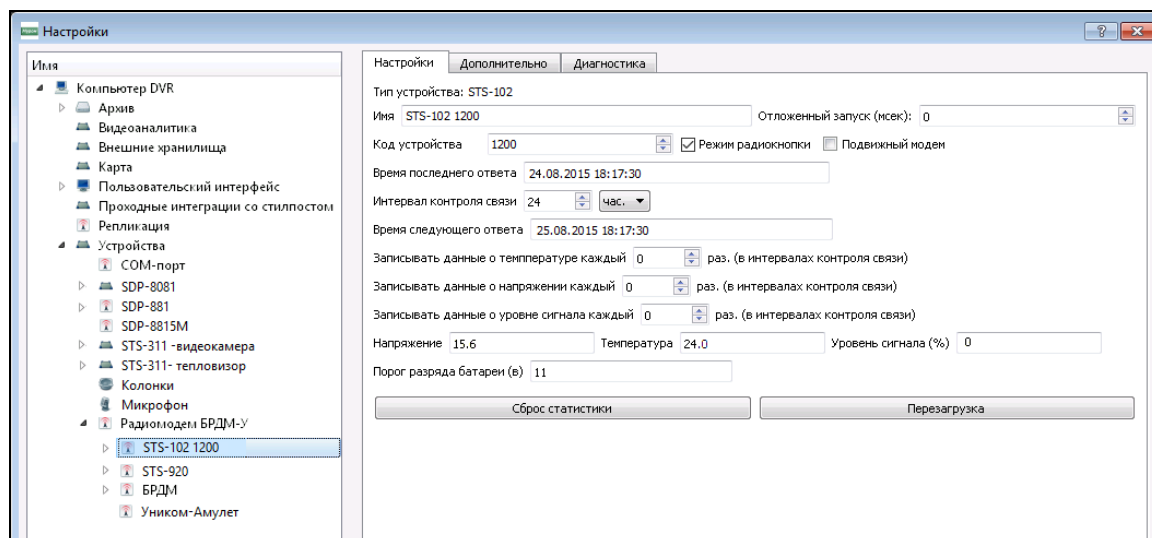 Настройки
Имя
Компьютер DVR
Архив
Видеоаналитика
Внешние хранилища
Карта
Пользовательский интерфейс
Проходные интеграции со стилпостом
Репликация
Устройства
COM-порт
SDP-8081
SDP-881
SDP-8815M
STS-311 -видеокамера
STS-311- тепловизор
Колонки
Микрофон
Радиомодем БРДМ-У
STS-102 1200
STS-920
БРДМ
Уником-Амулет
Настройки Дополнительно Диагностика
Тип устройства: STS-102
Имя STS-102 1200 Отложенный запуск (мсек): 0
Код устройства 1200 Режим радиокнопки Подвижный модем
Время последнего ответа 24.08.2015 18:17:30
Интервал контроля связи 24 час.
Время следующего ответа 25.08.2015 18:17:30
Записывать данные о темппературе каждый 0 раз. (в интервалах контроля связи)
Записывать данные о напряжении каждый 0 раз. (в интервалах контроля связи)
Записывать данные о уровне сигнала каждый 0 раз. (в интервалах контроля связи)
Напряжение 15.6 Температура 24.0 Уровень сигнала (%) 0
Порог разряда батареи (в) 11
Сброс статистики Перезагрузка